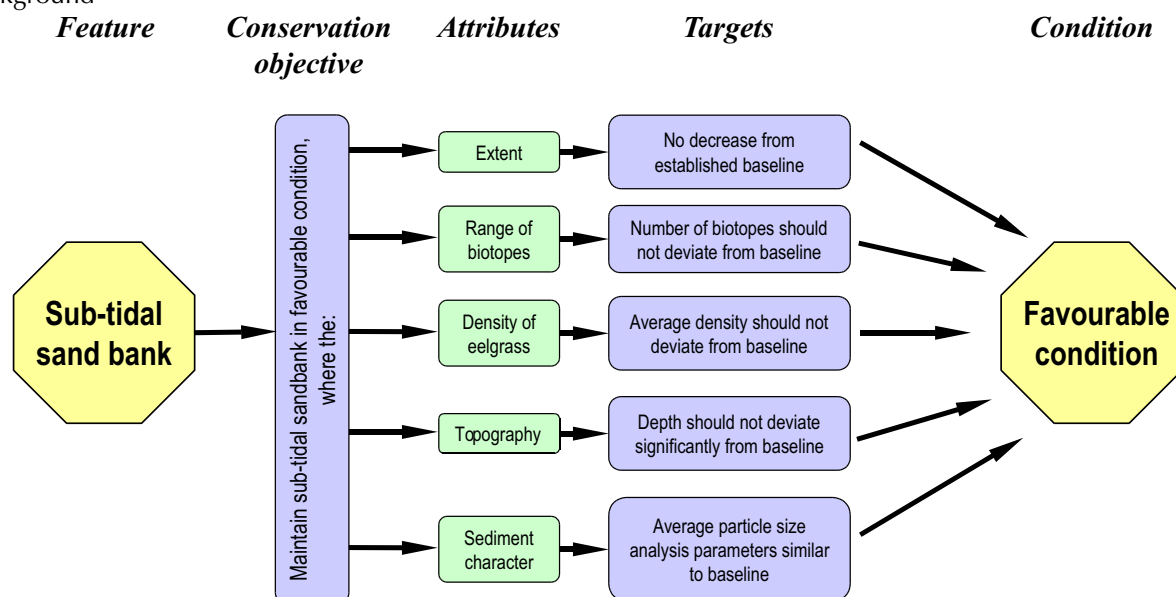 kground
Feature
Conservation
objective
Attributes
Targets
Condition
Sub-tidal
sand bank
Maintain sub-tidal sandbank in favourable condition,
where the:
Extent
No decrease from
established baseline
Range of
biotopes
Number of biotopes should
not deviate from baseline
Density of
eelgrass
Average density should not
deviate from baseline
Topography
Depth should not deviate
significantly from baseline
Sediment
character
Average particle size
analysis parameters similar
to baseline
Favourable
condition